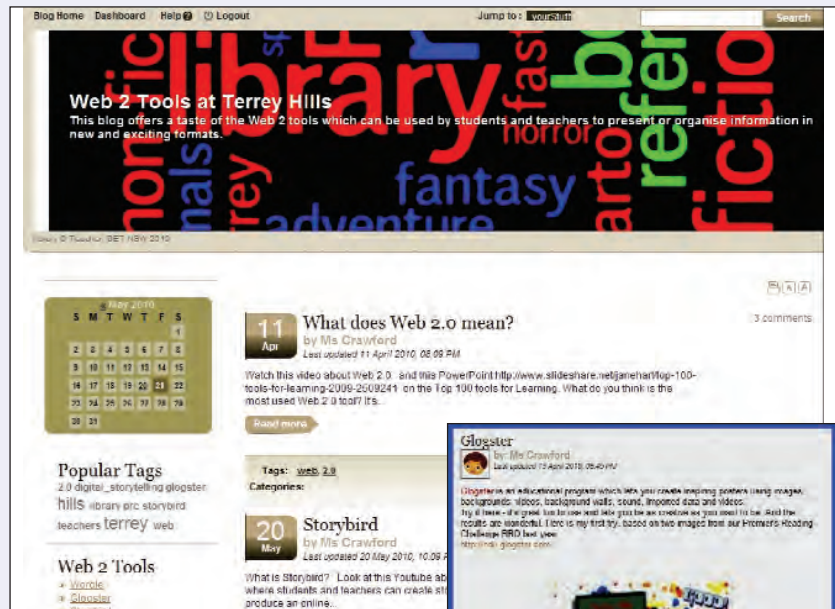 Blog Home Dashboard Help Logout
Jump to: yourstuff
Search
library
nonfic
fantasy
horror
adventure
fast
refer
fictio
Web 2 Tools at Terrey Hills
This blog offers a taste of the Web 2 tools which can be used by students and teachers to present or organise information in
new and exciting formats.
May 2010
S M T W T F S
1
2 3 4 5 6 7 8
9 10 11 12 13 14 15
16 17 18 19 20 21 22
23 24 25 26 27 28 29
30 31
Popular Tags
2.0 digital_storytelling glogster
hills library prc storybird
teachers terrey web
Web 2 Tools
Wordle
Glogster
11
Apr
What does Web 2.0 mean?
by Ms Crawford
Last updated 11 April 2010, 08:09 PM
3 comments
Watch this video about Web 2.0 and this PowerPoint http://www.slideshare.net/janehart/top-100-
tools-for-learning-2009-2609241 on the Top 100 tools for Learning. What do you think is the
most used Web 2.0 tool? It's...
Read more
Tags: web, 2.0
Categories:
20
May
Storybird
by Ms Crawford
Last updated 20 May 2010, 10:09
What is Storybird? Look at this Youtube
where students and teachers can create
produce an online...
Glogster
by: Ms Crawford
Last updated 2010,
Glogster is an educational program which lets you create inspiring posters using images,
backgrounds, videos, background walls, sound, imported data and videos.
Try it here - it's great fun to use and lets you be as creative as you want to be. And the
results are wonderful. Here is my first try, based on two images from our Premier's Reading
Challenge last year.